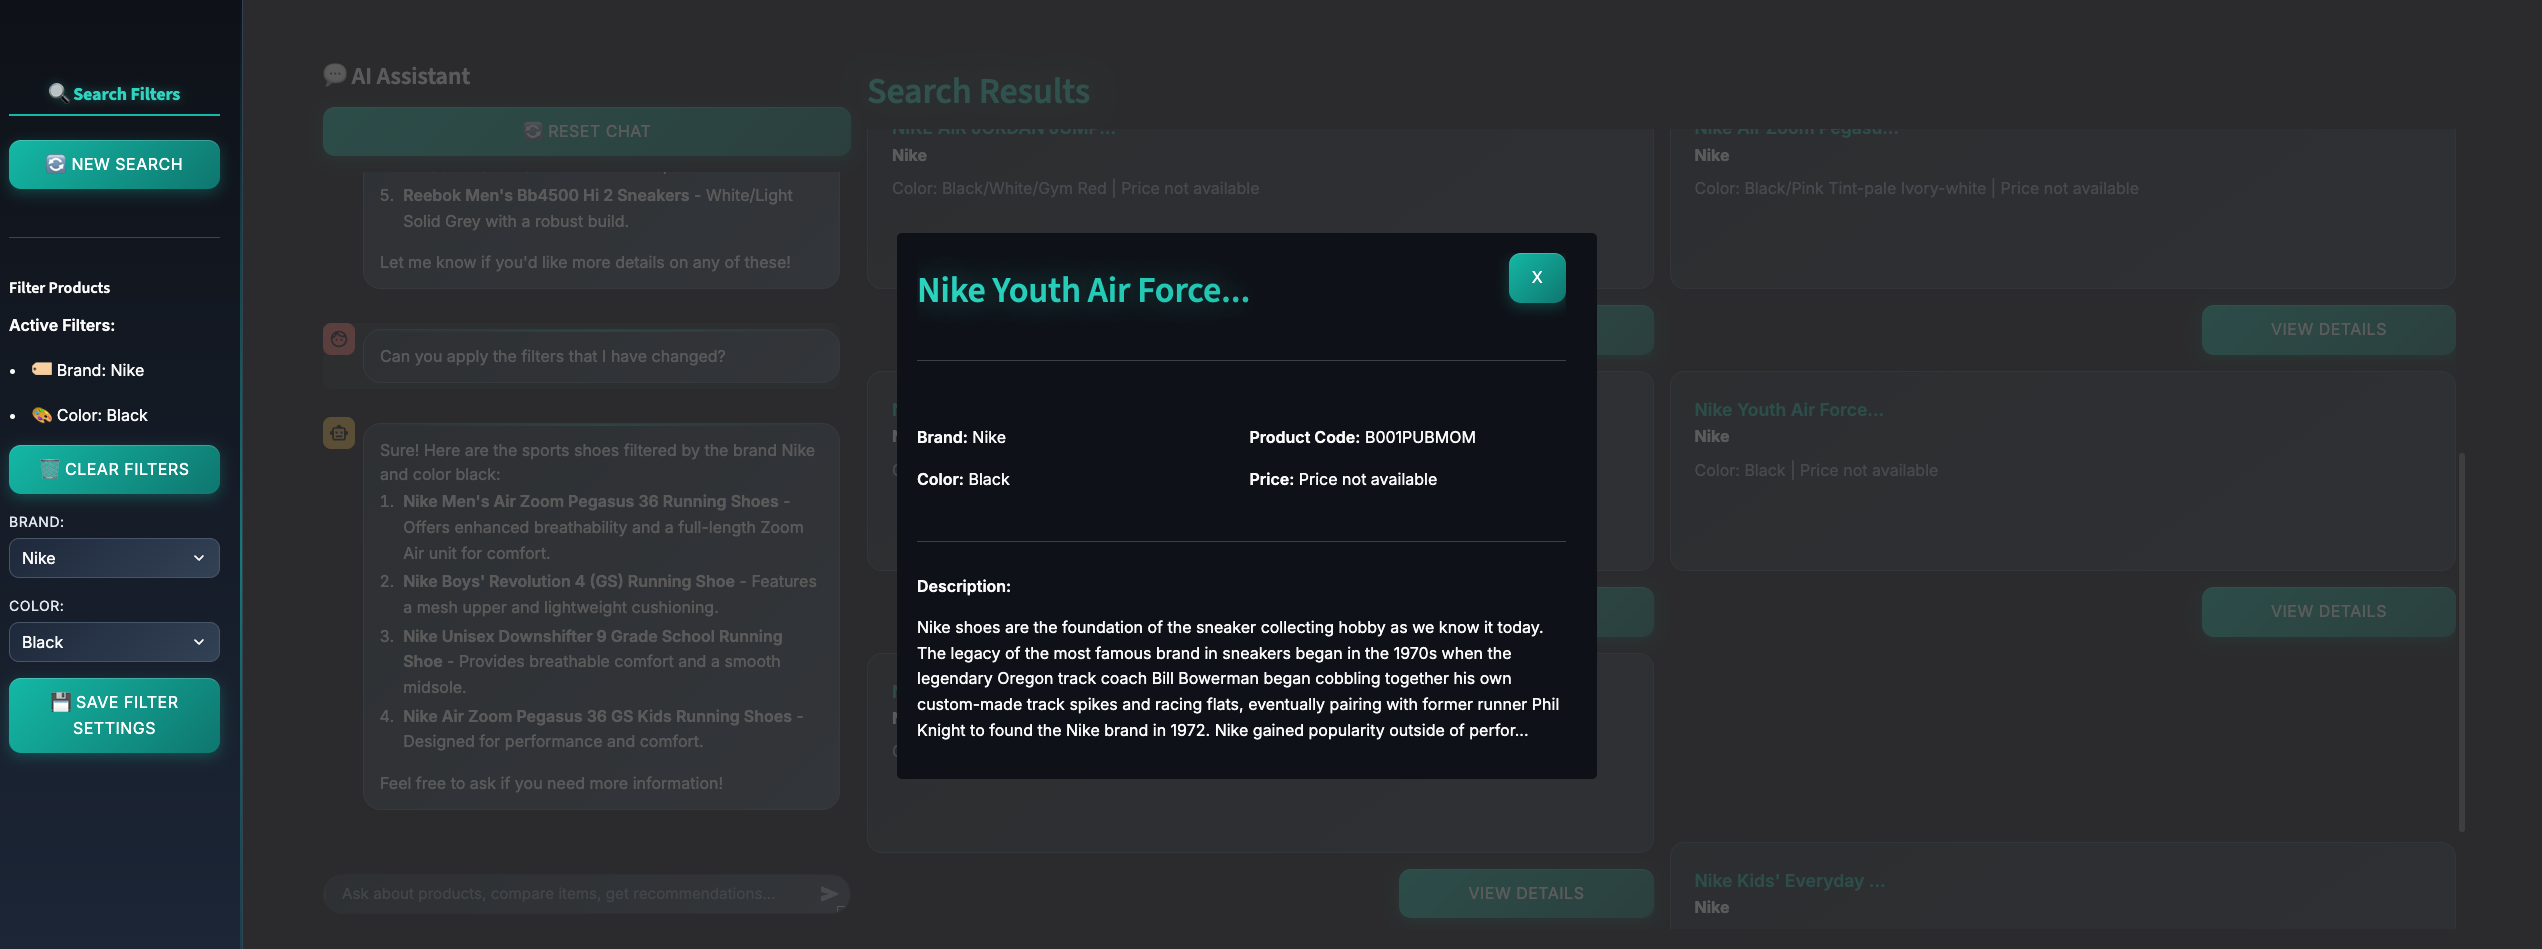 Search Filters
NEW SEARCH
Filter Products
Active Filters:
Brand: Nike
Color: Black
CLEAR FILTERS
BRAND:
Nike
COLOR:
Black
SAVE FILTER
SETTINGS
AI Assistant
RESET CHAT
5. Reebok Men's Bb4500 Hi 2 Sneakers - White/Light
Solid Grey with a robust build.
Let me know if you'd like more details on any of these!
Can you apply the filters that I have changed?
Sure! Here are the sports shoes filtered by the brand Nike
and color black:
1. Nike Men's Air Zoom Pegasus 36 Running Shoes -
Offers enhanced breathability and a full-length Zoom
Air unit for comfort.
2. Nike Boys' Revolution 4 (GS) Running Shoe - Features
a mesh upper and lightweight cushioning.
3. Nike Unisex Downshifter 9 Grade School Running
Shoe - Provides breathable comfort and a smooth
midsole.
4. Nike Air Zoom Pegasus 36 GS Kids Running Shoes -
Designed for performance and comfort.
Feel free to ask if you need more information!
Ask about products, compare items, get recommendations...
Search Results
NIKE AIR JORDAN JUMP...
Nike
Color: Black/White/Gym Red | Price not available
Nike Air Zoom Pegasu...
Nike
Color: Black/Pink Tint-pale Ivory-white | Price not available
VIEW DETAILS
Nike Youth Air Force...
Nike
Color: Black | Price not available
VIEW DETAILS
VIEW DETAILS
Nike Kids' Everyday ...
Nike
Nike Youth Air Force...
X
Brand: Nike
Product Code: B001PUBMOM
Color: Black
Price: Price not available
Description:
Nike shoes are the foundation of the sneaker collecting hobby as we know it today.
The legacy of the most famous brand in sneakers began in the 1970s when the
legendary Oregon track coach Bill Bowerman began cobbling together his own
custom-made track spikes and racing flats, eventually pairing with former runner Phil
Knight to found the Nike brand in 1972. Nike gained popularity outside of perfor...